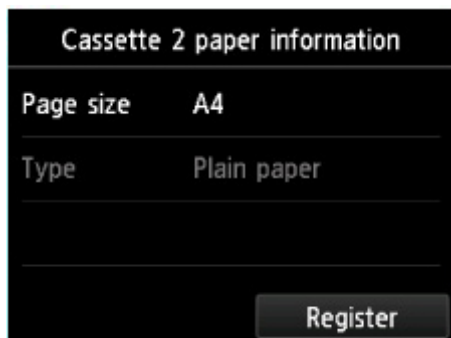 Cassette 2 paper information
Page size A4
Type Plain paper
Register